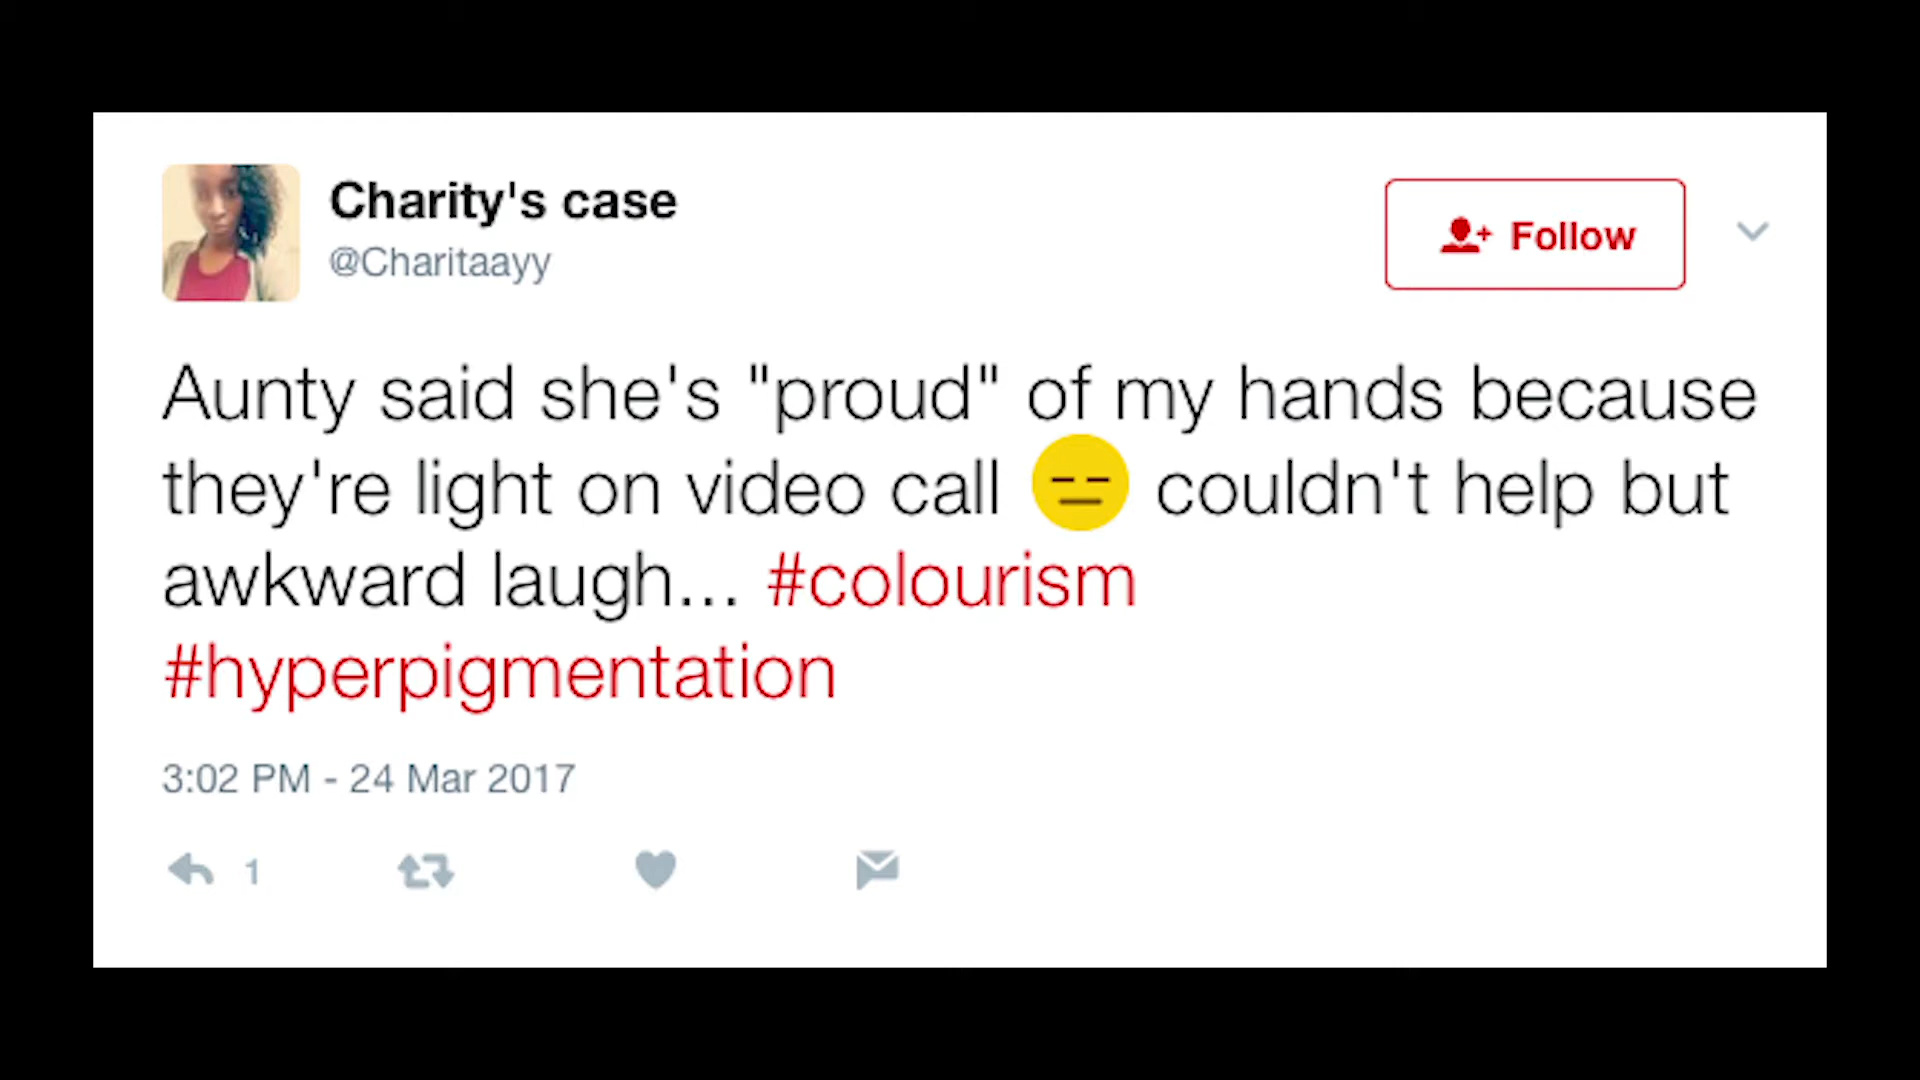 Charity's case
@Charitaayy
Follow
Aunty said she's "proud" of my hands because
they're light on video call 😑 couldn't help but
awkward laugh... #colourism
#hyperpigmentation
3:02 PM - 24 Mar 2017
1